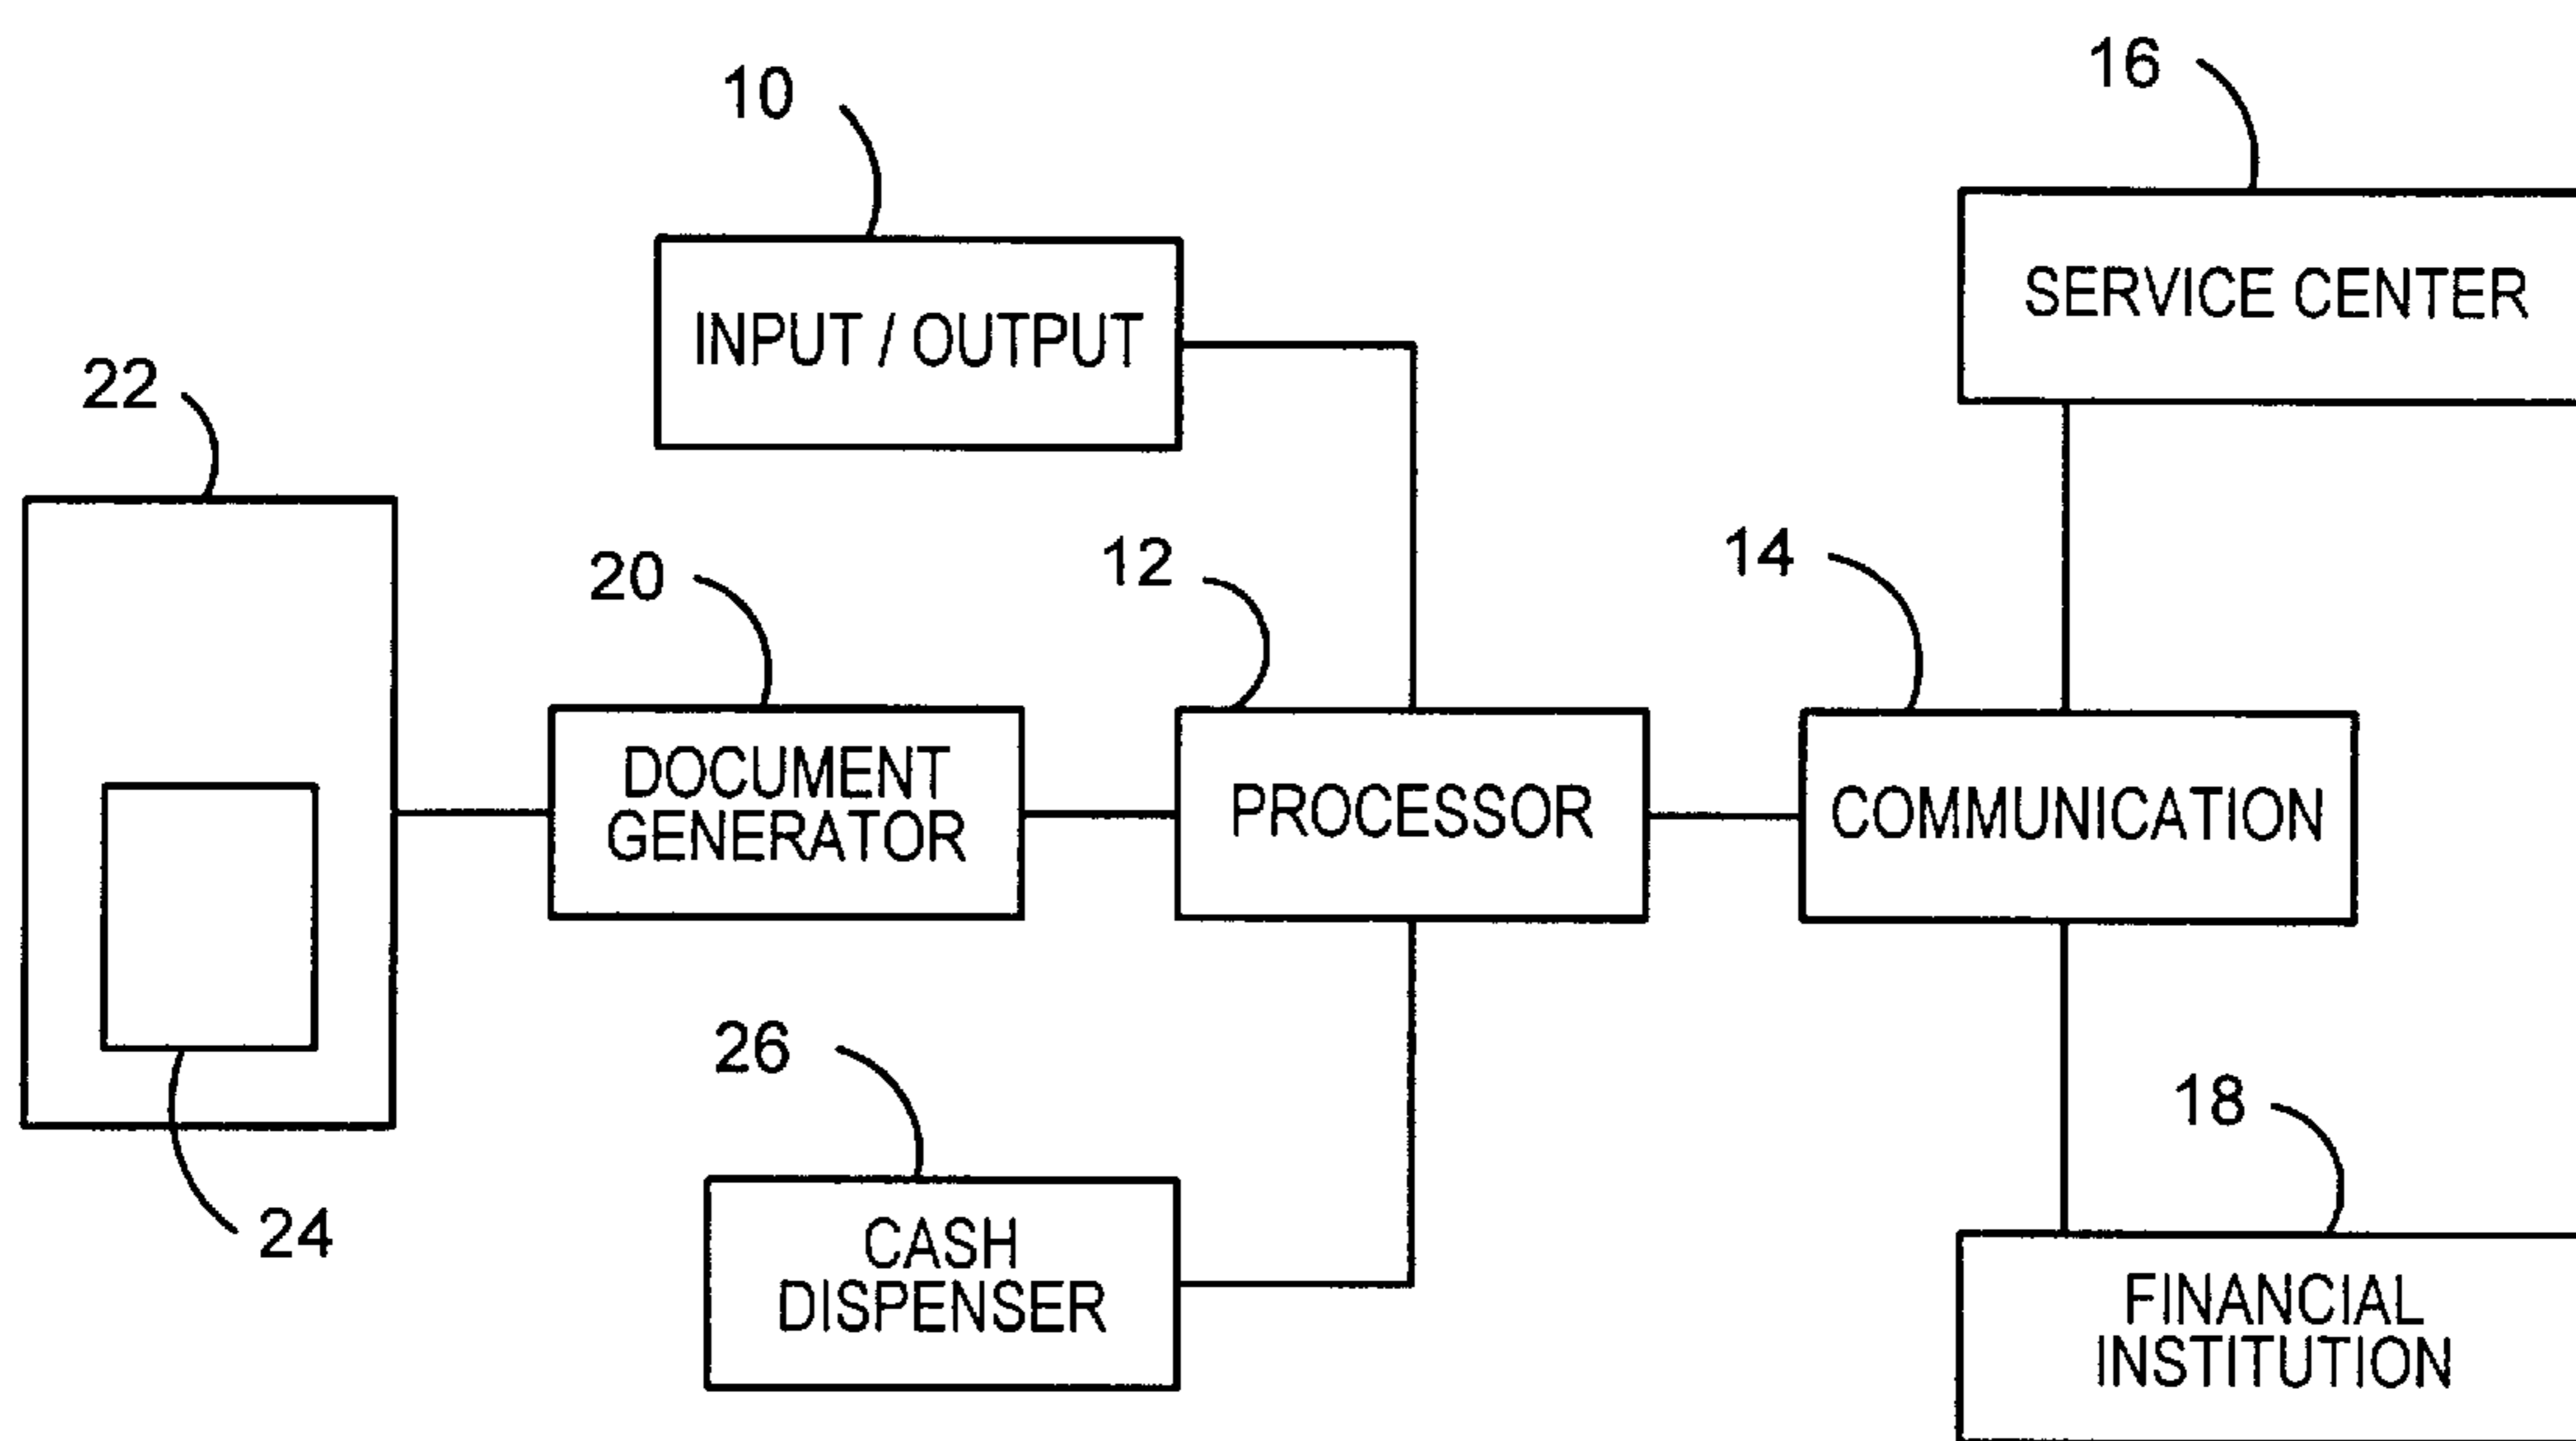 16
10
SERVICE CENTER
INPUT / OUTPUT
22
20
12
14
DOCUMENT
GENERATOR
PROCESSOR
COMMUNICATION
26
18
24
CASH
DISPENSER
FINANCIAL
INSTITUTION